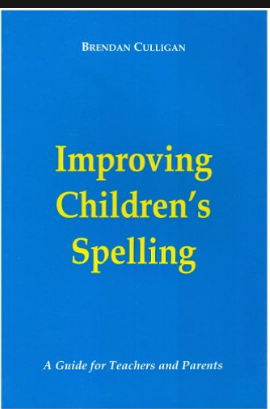 BRENDAN CULLIGAN
Improving
Children's
Spelling
A Guide for Teachers and Parents